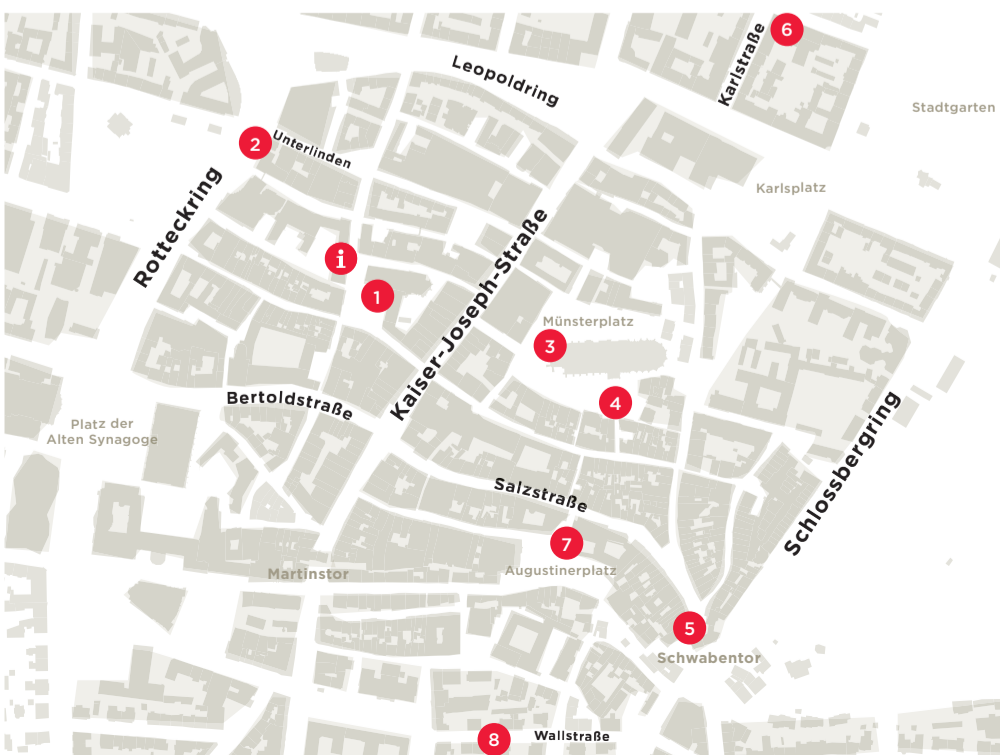 6
Karlstraße
Leopoldring
Stadtgarten
2
Unterlinden
Karlsplatz
Rotteckring
i
1
Kaiser-Joseph-Straße
Münsterplatz
3
Bertoldstraße
4
Platz der
Alten Synagoge
Schlossbergring
Salzstraße
7
Augustinerplatz
Martinstor
5
Schwabentor
8
Wallstraße